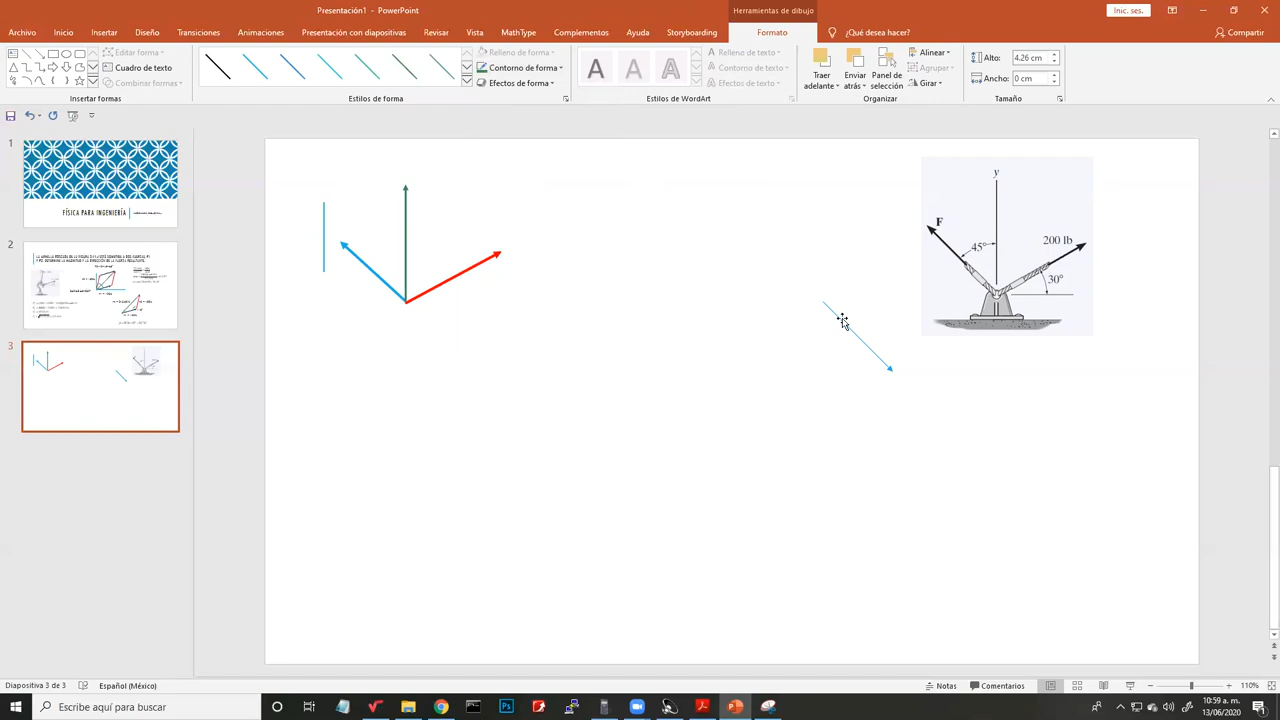 Presentación1 - PowerPoint
Herramientas de dibujo
Inic. ses.
Archivo
Inicio
Insertar
Diseño
Transiciones
Animaciones
Presentación con diapositivas
Revisar
Vista
MathType
Complementos
Ayuda
Storyboarding
Formato
¿Qué desea hacer?
Compartir
Editar forma
Cuadro de texto
Combinar formas
Insertar formas
Relleno de forma
Contorno de forma
Efectos de forma
Estilos de forma
A A A
Relleno de texto
Contorno de texto
Efectos de texto
Estilos de WordArt
Traer adelante
Enviar atrás
Panel de selección
Alinear
Agrupar
Girar
Organizar
Alto: 4.26 cm
Ancho: 0 cm
Tamaño
1
FÍSICA PARA INGENIERÍA
2
3
y
F
45°
200 lb
30°
Diapositiva 3 de 3
Español (México)
Notas
Comentarios
110%
Escribe aquí para buscar
10:59 a. m.
13/06/2020